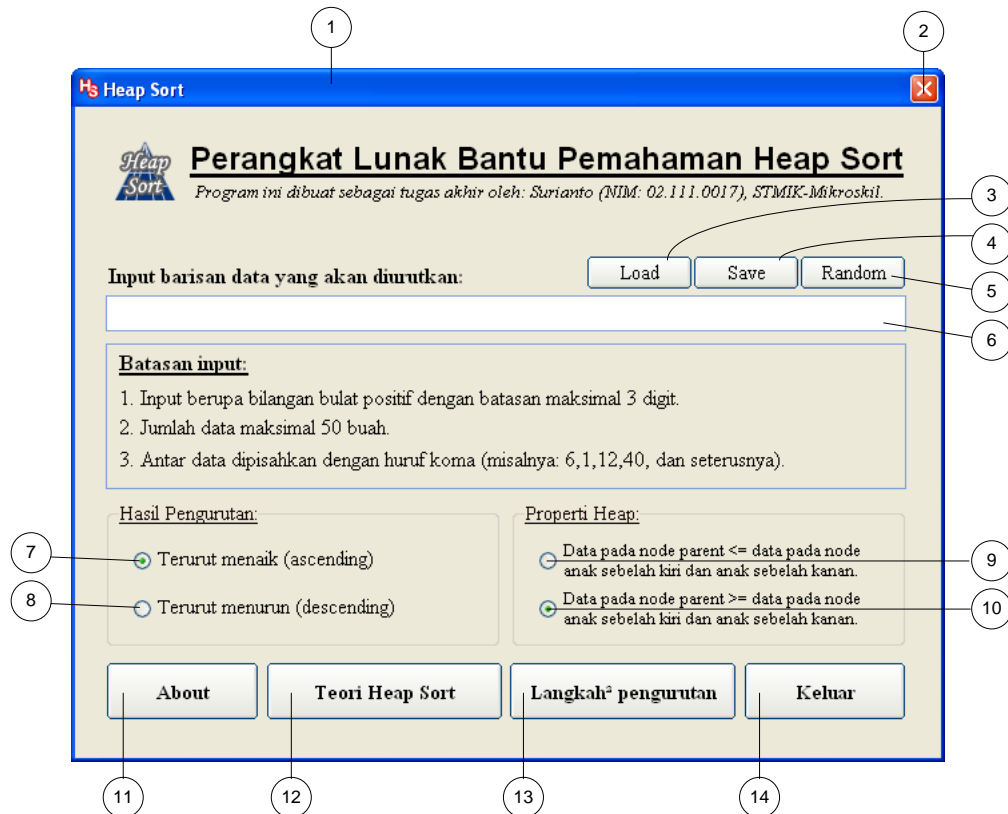 1
2
HS Heap Sort
Heap
Sort
Perangkat Lunak Bantu Pemahaman Heap Sort
Program ini dibuat sebagai tugas akhir oleh: Surianto (NIM: 02.111.0017), STMIK-Mikroskil.
3
4
Input barisan data yang akan diurutkan:
Load
Save
Random
5
6
Batasan input:
1. Input berupa bilangan bulat positif dengan batasan maksimal 3 digit.
2. Jumlah data maksimal 50 buah.
3. Antar data dipisahkan dengan huruf koma (misalnya: 6,1,12,40, dan seterusnya).
Hasil Pengurutan:
7
Terurut menaik (ascending)
8
Terurut menurun (descending)
Properti Heap:
Data pada node parent <= data pada node
anak sebelah kiri dan anak sebelah kanan.
9
Data pada node parent >= data pada node
anak sebelah kiri dan anak sebelah kanan.
10
About
Teori Heap Sort
Langkah² pengurutan
Keluar
11
12
13
14